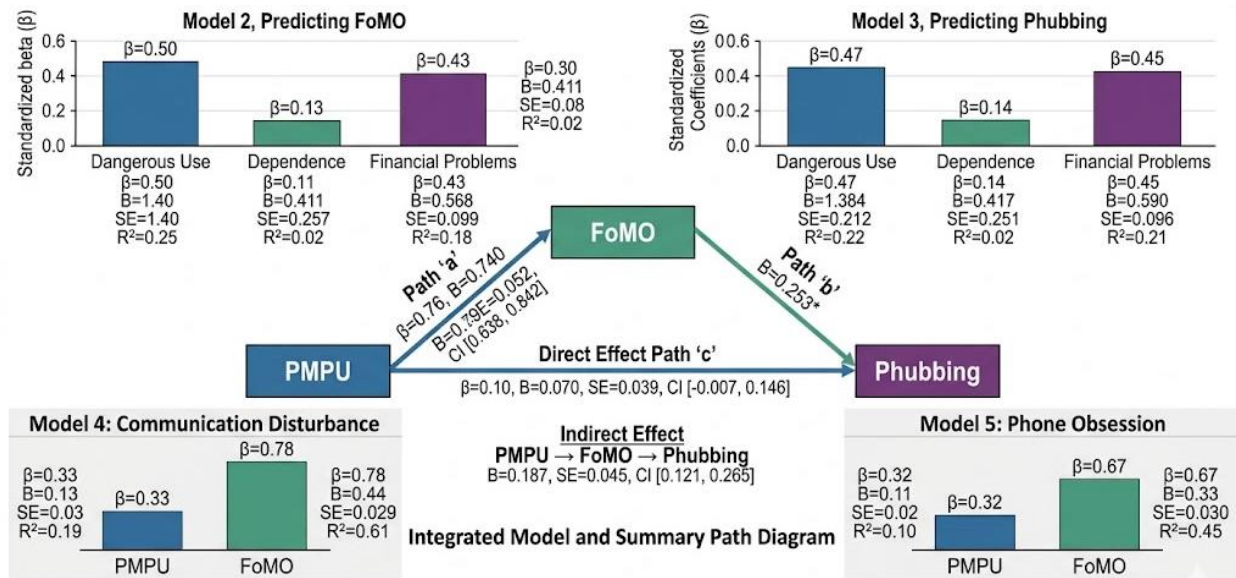 Model 2, Predicting FoMO
Standardized beta (β)
0.6
0.4
0.2
0.0
β=0.50
β=0.13
β=0.43
β=0.30
B=0.411
SE=0.08
R²=0.02
Dangerous Use
Dependence
Financial Problems
β=0.50
B=1.40
SE=1.40
R²=0.25
β=0.11
B=0.411
SE=0.257
R²=0.02
β=0.43
B=0.568
SE=0.099
R²=0.18
Model 3, Predicting Phubbing
Standardized
Coefficients (β)
0.6
00.4
0.2
0.0
β=0.47
β=0.14
β=0.45
Dangerous Use
Dependence
Financial Problems
β=0.47
B=1.384
SE=0.212
R²=0.22
β=0.14
B=0.417
SE=0.251
R²=0.02
β=0.45
B=0.590
SE=0.096
R²=0.21
FoMO
Path ‘a’
β=0.76, B=0.740
CI [0.638, 0.842]
Path ‘b’
B=0.253*
PMPU
Direct Effect Path ‘c’
β=0.10, B=0.070, SE=0.039, CI [-0.007, 0.146]
Phubbing
Indirect Effect
PMPU → FoMO → Phubbing
B=0.187, SE=0.045, CI [0.121, 0.265]
Integrated Model and Summary Path Diagram
Model 4: Communication Disturbance
β=0.33
B=0.13
SE=0.03
R²=0.19
β=0.33
β=0.78
β=0.78
B=0.44
SE=0.029
R²=0.61
PMPU
FoMO
Model 5: Phone Obsession
β=0.32
B=0.11
SE=0.02
R²=0.10
β=0.32
β=0.67
β=0.67
B=0.33
SE=0.030
R²=0.45
PMPU
FoMO